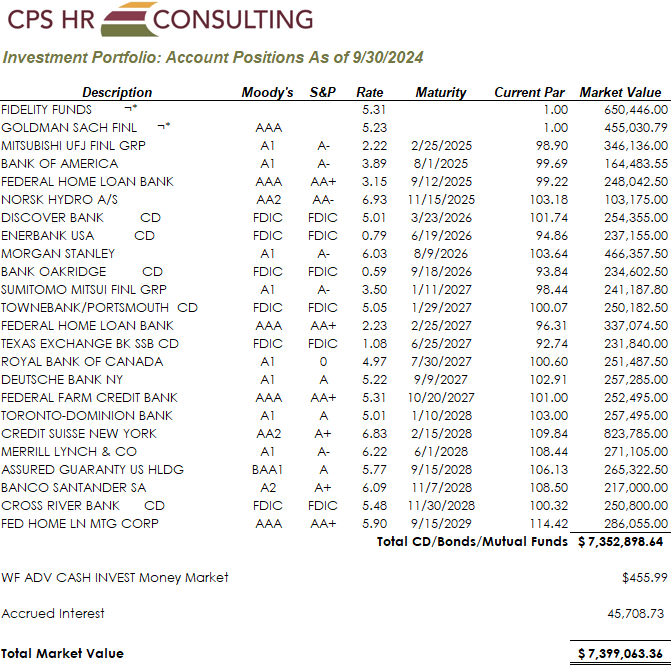 CPS HR CONSULTING
Investment Portfolio: Account Positions As of 9/30/2024
Description Moody's S&P Rate Maturity Current Par Market Value
FIDELITY FUNDS ¬* 5.31 1.00 650,446.00
GOLDMAN SACH FINL ¬* AAA 5.23 1.00 455,030.79
MITSUBISHI UFJ FINL GRP A1 A- 2.22 2/25/2025 98.90 346,136.00
BANK OF AMERICA A1 A- 3.89 8/1/2025 99.69 164,483.55
FEDERAL HOME LOAN BANK AAA AA+ 3.15 9/12/2025 99.22 248,042.50
NORSK HYDRO A/S AA2 AA- 6.93 11/15/2025 103.18 103,175.00
DISCOVER BANK CD FDIC FDIC 5.01 3/23/2026 101.74 254,355.00
ENERBANK USA CD FDIC FDIC 0.79 6/19/2026 94.86 237,155.00
MORGAN STANLEY A1 A- 6.03 8/9/2026 103.64 466,357.50
BANK OAKRIDGE CD FDIC FDIC 0.59 9/18/2026 93.84 234,602.50
SUMITOMO MITSUI FINL GRP A1 A- 3.50 1/11/2027 98.44 241,187.80
TOWNEBANK/PORTSMOUTH CD FDIC FDIC 5.05 1/29/2027 100.07 250,182.50
FEDERAL HOME LOAN BANK AAA AA+ 2.23 2/25/2027 96.31 337,074.50
TEXAS EXCHANGE BK SSB CD FDIC FDIC 1.08 6/25/2027 92.74 231,840.00
ROYAL BANK OF CANADA A1 0 4.97 7/30/2027 100.60 251,487.50
DEUTSCHE BANK NY A1 A 5.22 9/9/2027 102.91 257,285.00
FEDERAL FARM CREDIT BANK AAA AA+ 5.31 10/20/2027 101.00 252,495.00
TORONTO-DOMINION BANK A1 A 5.01 1/10/2028 103.00 257,495.00
CREDIT SUISSE NEW YORK AA2 A+ 6.83 2/15/2028 109.84 823,785.00
MERRILL LYNCH & CO A1 A- 6.22 6/1/2028 108.44 271,105.00
ASSURED GUARANTY US HLDG BAA1 A 5.77 9/15/2028 106.13 265,322.50
BANCO SANTANDER SA A2 A+ 6.09 11/7/2028 108.50 217,000.00
CROSS RIVER BANK CD FDIC FDIC 5.48 11/30/2028 100.32 250,800.00
FED HOME LN MTG CORP AAA AA+ 5.90 9/15/2029 114.42 286,055.00
Total CD/Bonds/Mutual Funds $ 7,352,898.64
WF ADV CASH INVEST Money Market $455.99
Accrued Interest 45,708.73
Total Market Value $ 7,399,063.36